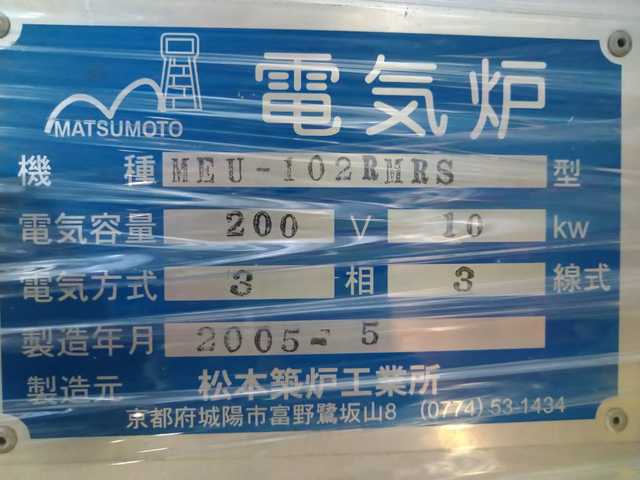 電気炉
MATSUMOTO
機種 MEU-102RMRS 型
電気容量 200 V 10 kw
電気方式 3 相 3 線式
製造年月 2005-5
製造元 松本築炉工業所
京都府城陽市富野鷺坂山8 (0774) 53-1434